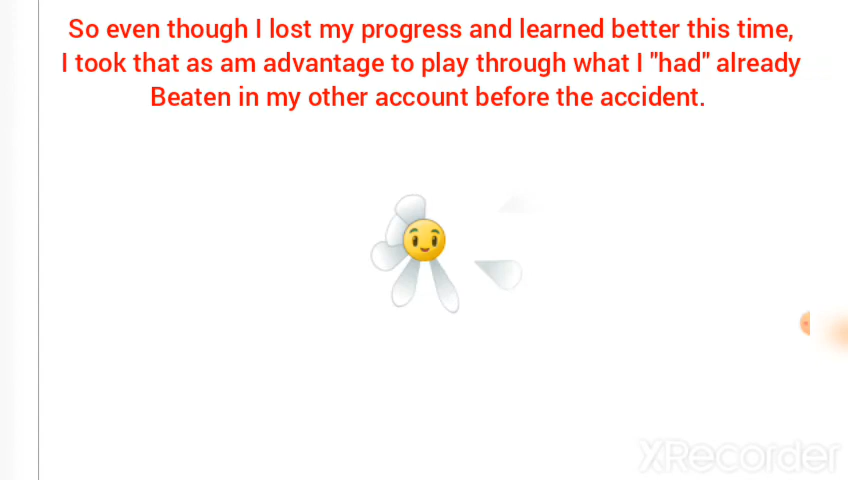 So even though I lost my progress and learned better this time,
I took that as am advantage to play through what I "had" already
Beaten in my other account before the accident.
XRecorder